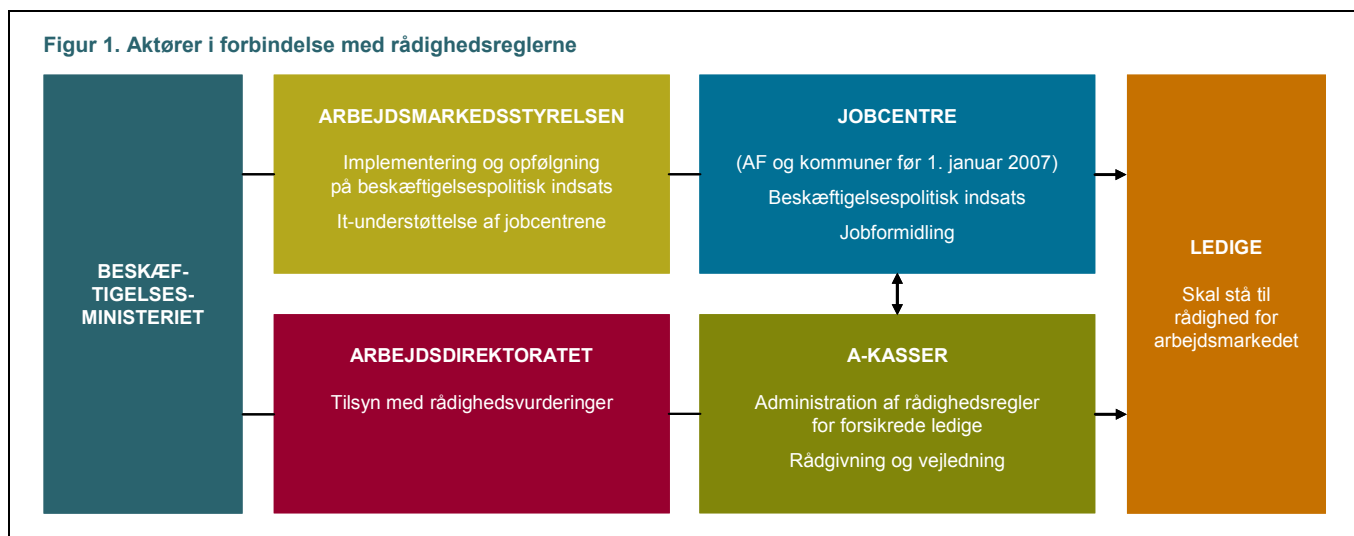 Figur 1. Aktører i forbindelse med rådighedsreglerne
BESKÆF-
TIGELSES-
MINISTERIET
ARBEJDSMARKEDSSTYRELSEN
Implementering og opfølgning
på beskæftigelsespolitisk indsats
It-understøttelse af jobcentrene
JOBCENTRE
(AF og kommuner før 1. januar 2007)
Beskæftigelsespolitisk indsats
Jobformidling
ARBEJDSDIREKTORATET
Tilsyn med rådighedsvurderinger
A-KASSER
Administration af rådighedsregler
for forsikrede ledige
Rådgivning og vejledning
LEDIGE
Skal stå til
rådighed for
arbejdsmarkedet